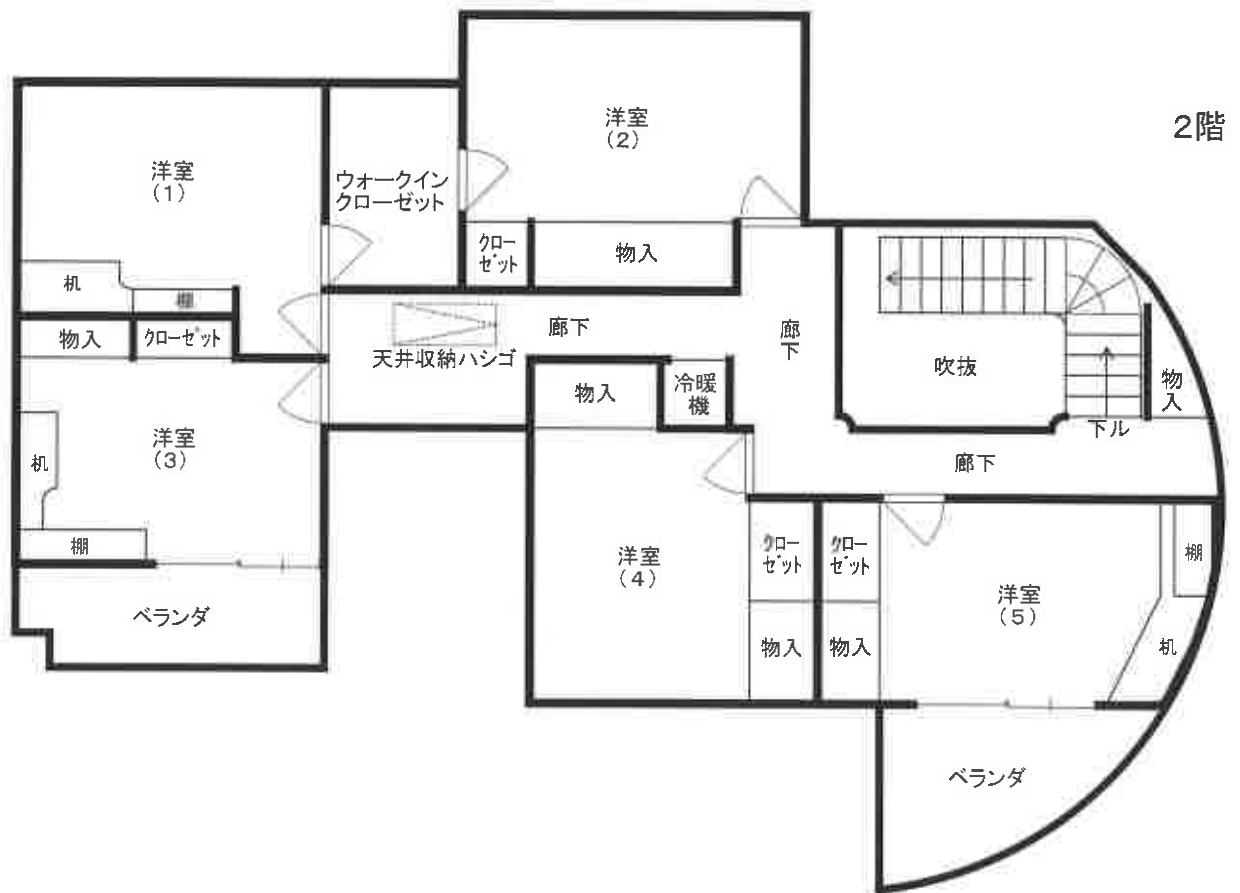 2階
洋室
(2)
洋室
(1)
ウォークイン
クローゼット
クロー
ゼット
物入
机
棚
物入
クローゼット
廊下
天井収納ハシゴ
廊
下
吹抜
物
入
下ル
物入
冷暖
機
洋室
(3)
机
棚
廊下
洋室
(4)
クロー
ゼット
クロー
ゼット
物入
物入
洋室
(5)
棚
机
ベランダ
ベランダ